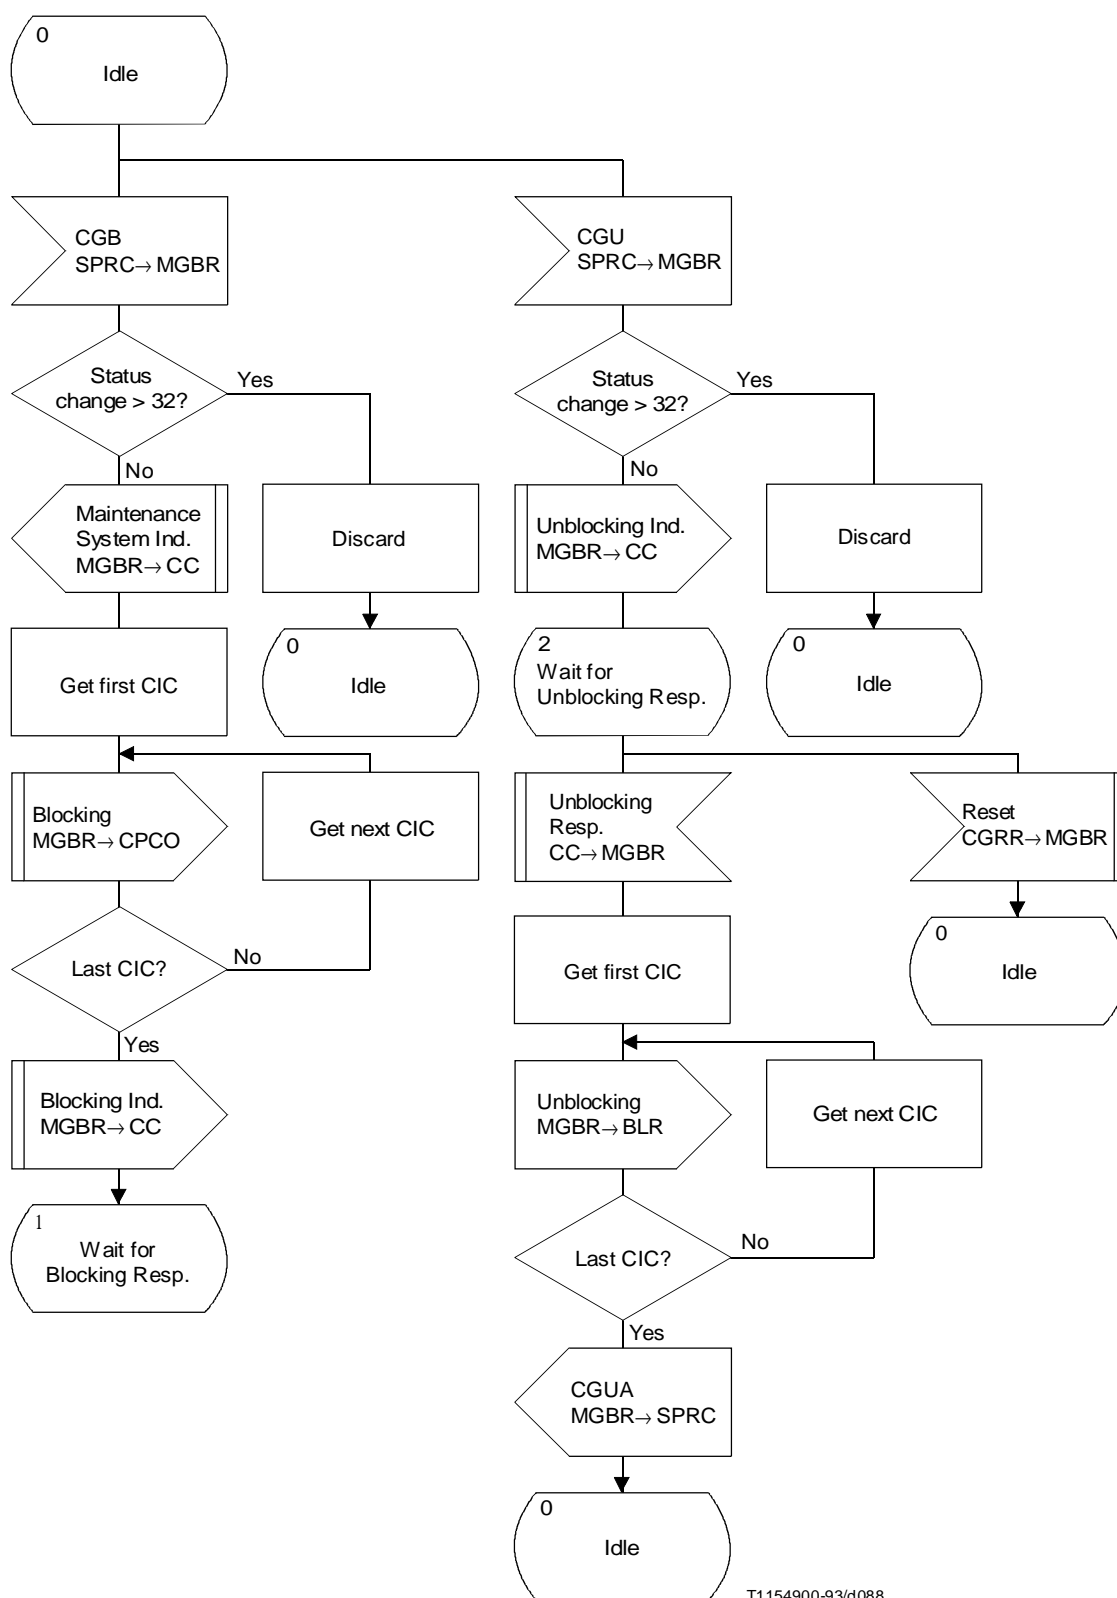 0
Idle
CGB
SPRC→MGBR
Status
change > 32?
Yes
No
Maintenance
System Ind.
MGBR→CC
Discard
Get first CIC
0
Idle
Blocking
MGBR→CPCO
Get next CIC
Last CIC?
No
Yes
Blocking Ind.
MGBR→CC
1
Wait for
Blocking Resp.
CGU
SPRC→MGBR
Status
change > 32?
Yes
No
Unblocking Ind.
MGBR→CC
Discard
2
Wait for
Unblocking Resp.
0
Idle
Unblocking
Resp.
CC→MGBR
Reset
CGRR→MGBR
Get first CIC
0
Idle
Unblocking
MGBR→BLR
Get next CIC
Last CIC?
No
Yes
CGUA
MGBR→SPRC
0
Idle
T1154900-93/d088